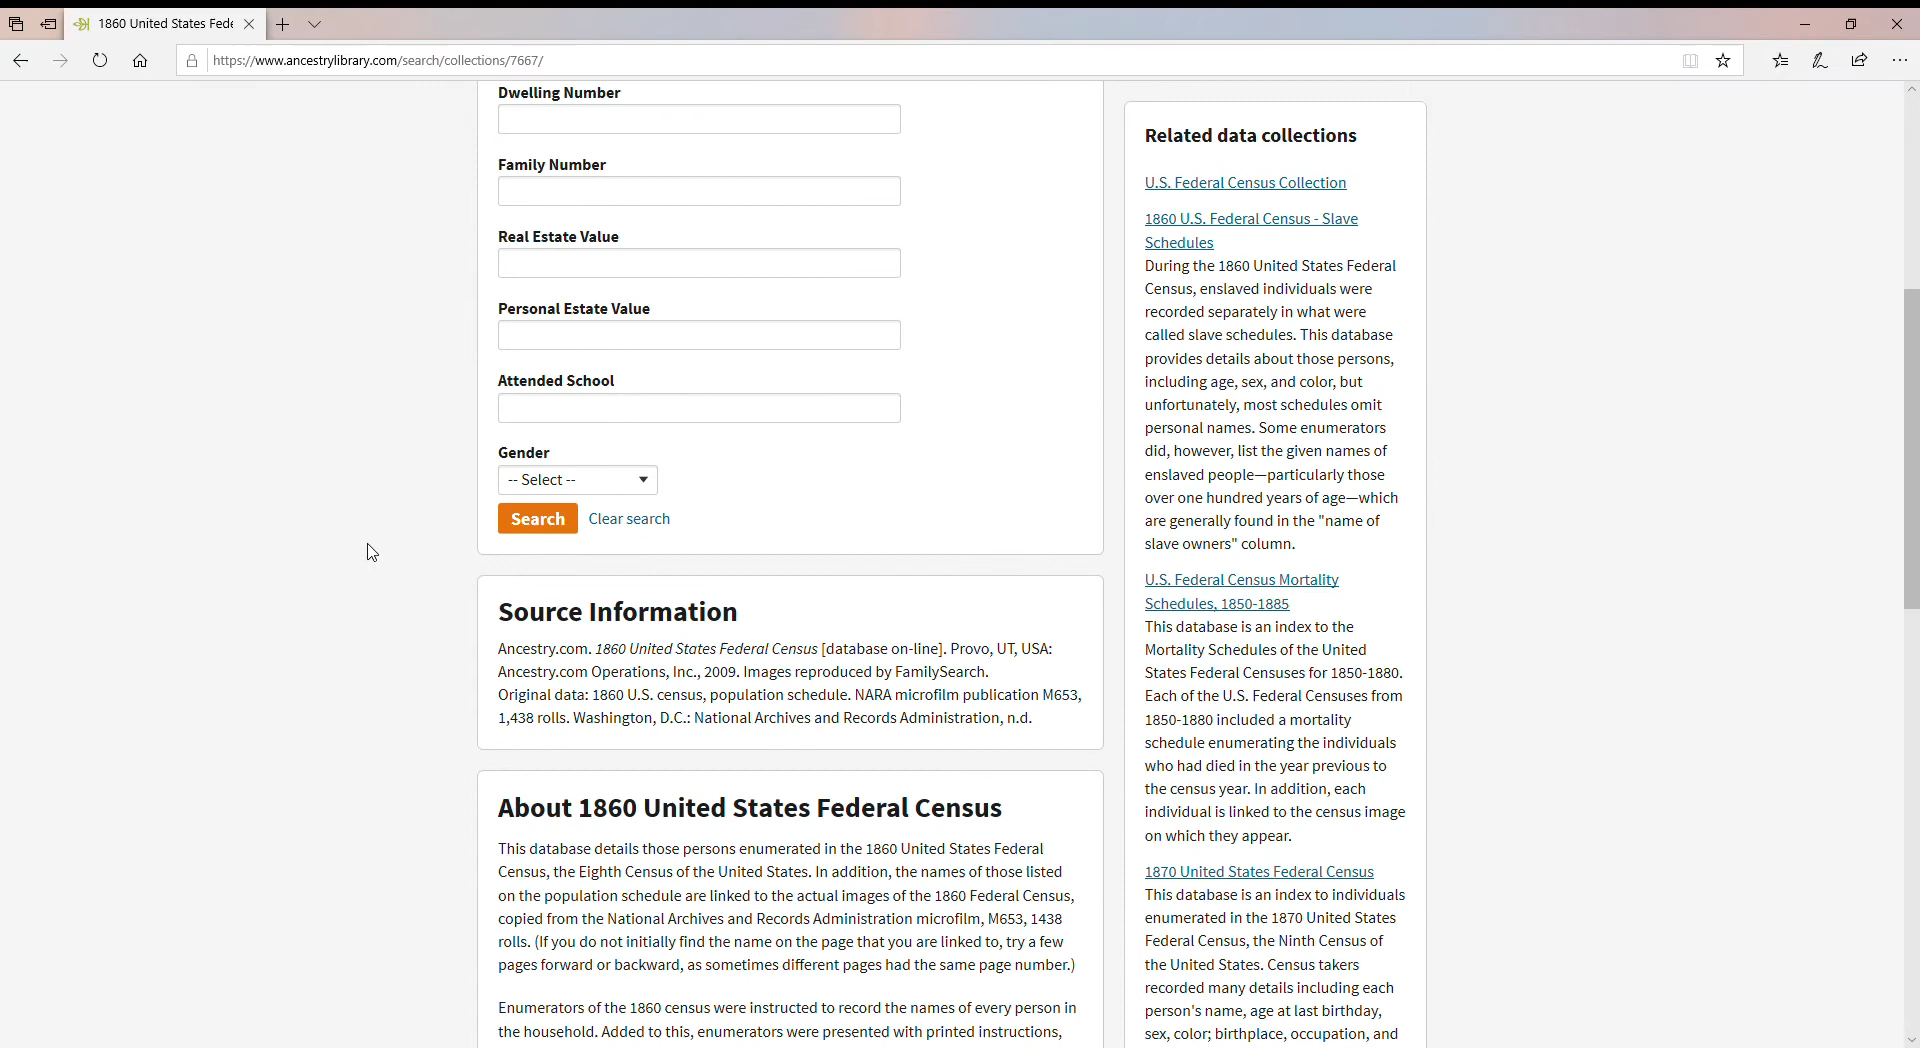 1860 United States Fede
https://www.ancestrylibrary.com/search/collections/7667/
Dwelling Number
Family Number
Real Estate Value
Personal Estate Value
Attended School
Gender
-- Select --
Search Clear search
Source Information
Ancestry.com. 1860 United States Federal Census [database on-line]. Provo, UT, USA:
Ancestry.com Operations, Inc., 2009. Images reproduced by FamilySearch.
Original data: 1860 U.S. census, population schedule. NARA microfilm publication M653,
1,438 rolls. Washington, D.C.: National Archives and Records Administration, n.d.
About 1860 United States Federal Census
This database details those persons enumerated in the 1860 United States Federal
Census, the Eighth Census of the United States. In addition, the names of those listed
on the population schedule are linked to the actual images of the 1860 Federal Census,
copied from the National Archives and Records Administration microfilm, M653, 1438
rolls. (If you do not initially find the name on the page that you are linked to, try a few
pages forward or backward, as sometimes different pages had the same page number.)
Enumerators of the 1860 census were instructed to record the names of every person in
the household. Added to this, enumerators were presented with printed instructions,
Related data collections
U.S. Federal Census Collection
1860 U.S. Federal Census - Slave
Schedules
During the 1860 United States Federal
Census, enslaved individuals were
recorded separately in what were
called slave schedules. This database
provides details about those persons,
including age, sex, and color, but
unfortunately, most schedules omit
personal names. Some enumerators
did, however, list the given names of
enslaved people—particularly those
over one hundred years of age—which
are generally found in the "name of
slave owners" column.
U.S. Federal Census Mortality
Schedules, 1850-1885
This database is an index to the
Mortality Schedules of the United
States Federal Censuses for 1850-1880.
Each of the U.S. Federal Censuses from
1850-1880 included a mortality
schedule enumerating the individuals
who had died in the year previous to
the census year. In addition, each
individual is linked to the census image
on which they appear.
1870 United States Federal Census
This database is an index to individuals
enumerated in the 1870 United States
Federal Census, the Ninth Census of
the United States. Census takers
recorded many details including each
person's name, age at last birthday,
sex, color; birthplace, occupation, and